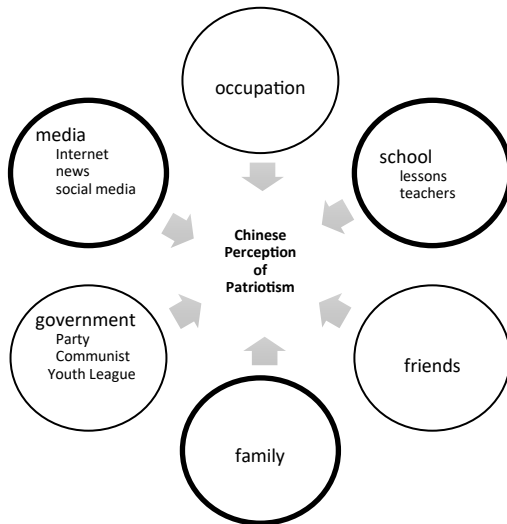 occupation
media
Internet
news
social media
school
lessons
teachers
Chinese
Perception
of
Patriotism
government
Party
Communist
Youth League
friends
family